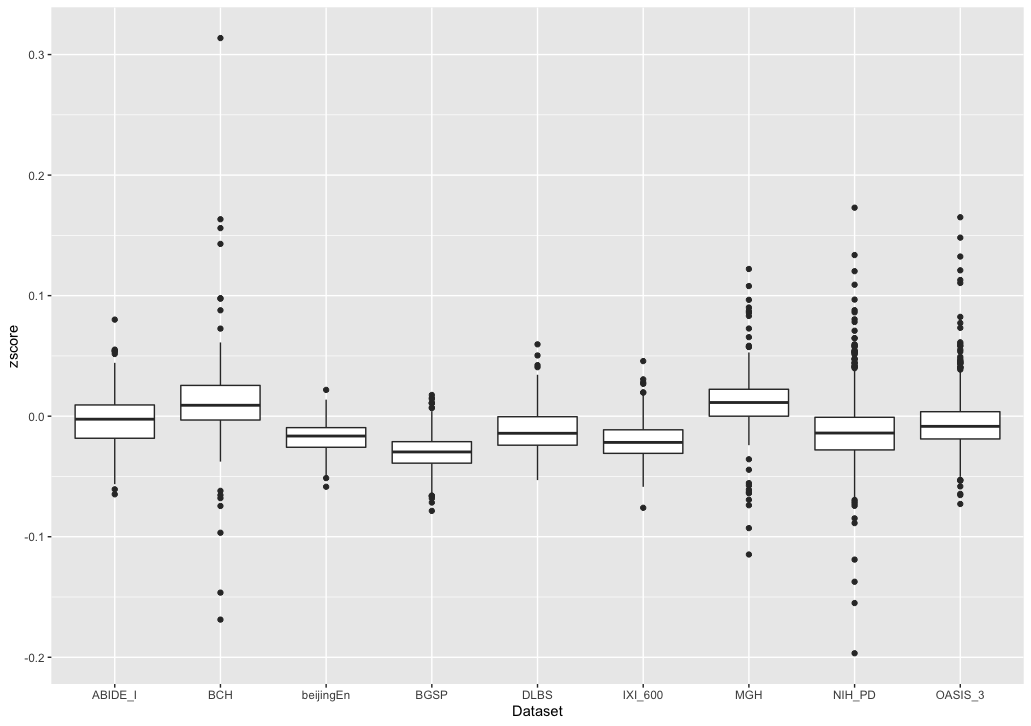 0.3
0.2
0.1
0.0
-0.1
-0.2
zscore
ABIDE_I BCH beijingEn BGSP DLBS IXI_600 MGH NIH_PD OASIS_3
Dataset